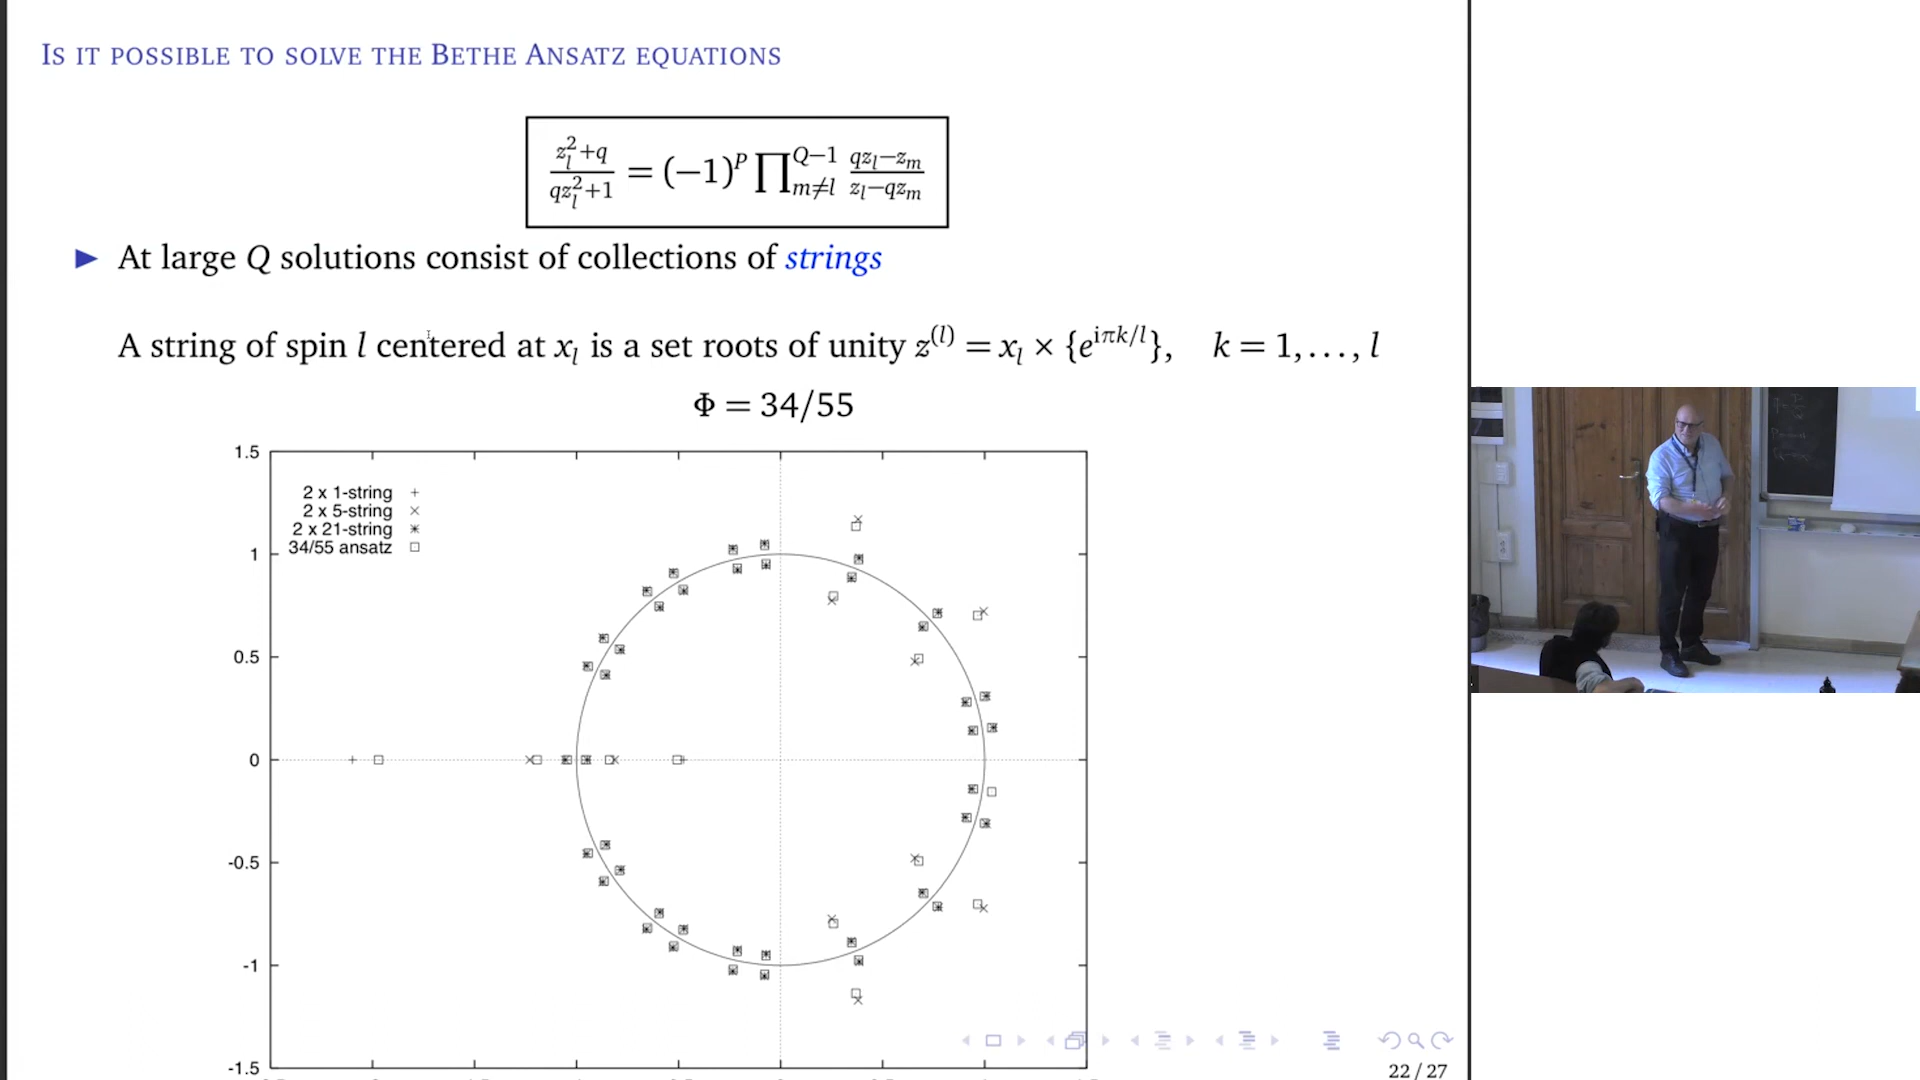 IS IT POSSIBLE TO SOLVE THE BETHE ANSATZ EQUATIONS
\frac{z_l^2+q}{qz_l^2+1} = (-1)^P \prod_{m≠l}^{Q-1} \frac{qz_l-z_m}{z_l-qz_m}
▶ At large Q solutions consist of collections of strings
A string of spin l centered at x_l is a set roots of unity z^{(l)} = x_l × {e^{iπk/l}}, k = 1,...,l
Φ = 34/55
1.5
2 x 1-string +
2 x 5-string ×
2 x 21-string ∗
34/55 ansatz □
1
0.5
0
-0.5
-1
-1.5
22 / 27